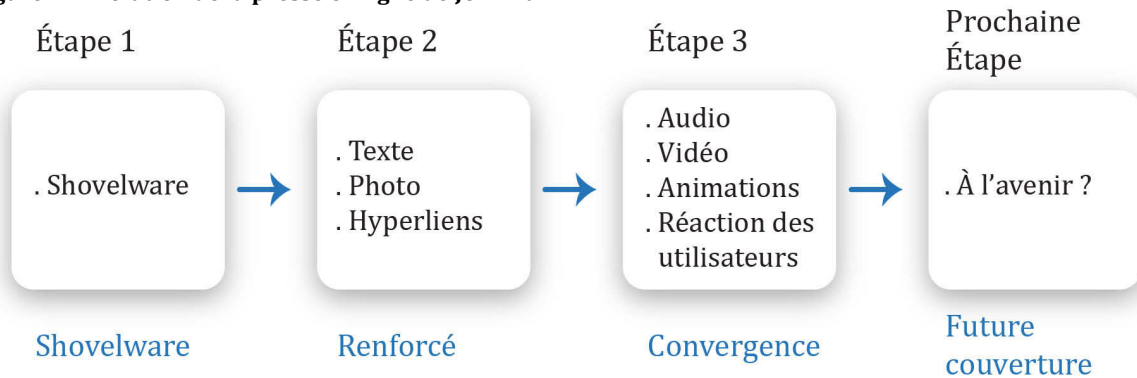 Étape 1
. Shovelware
Shovelware
Étape 2
. Texte
. Photo
. Hyperliens
Renforcé
Étape 3
. Audio
. Vidéo
. Animations
. Réaction des
utilisateurs
Convergence
Prochaine
Étape
. À l’avenir ?
Future
couverture